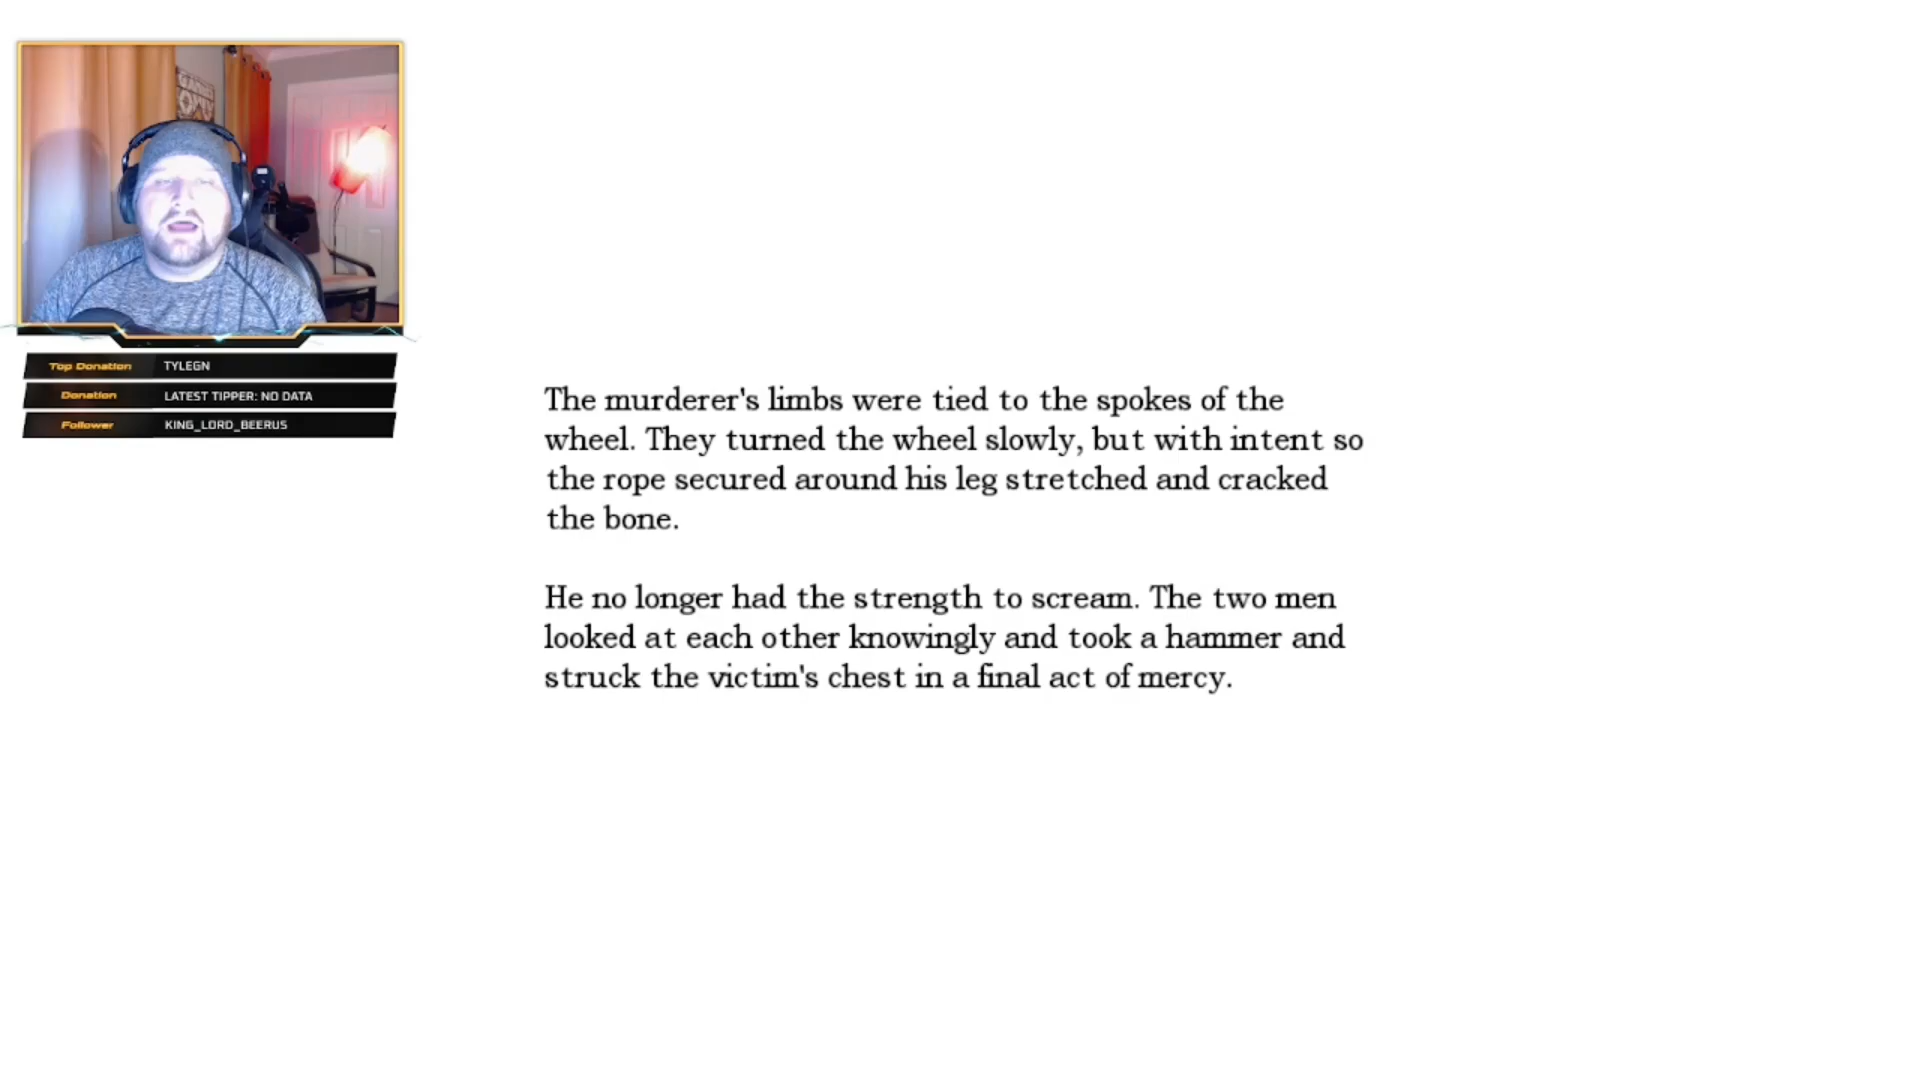 Top Donation TYLEGN
Donation LATEST TIPPER: NO DATA
Follower KING_LORD_BEERUS
The murderer's limbs were tied to the spokes of the
wheel. They turned the wheel slowly, but with intent so
the rope secured around his leg stretched and cracked
the bone.
He no longer had the strength to scream. The two men
looked at each other knowingly and took a hammer and
struck the victim's chest in a final act of mercy.